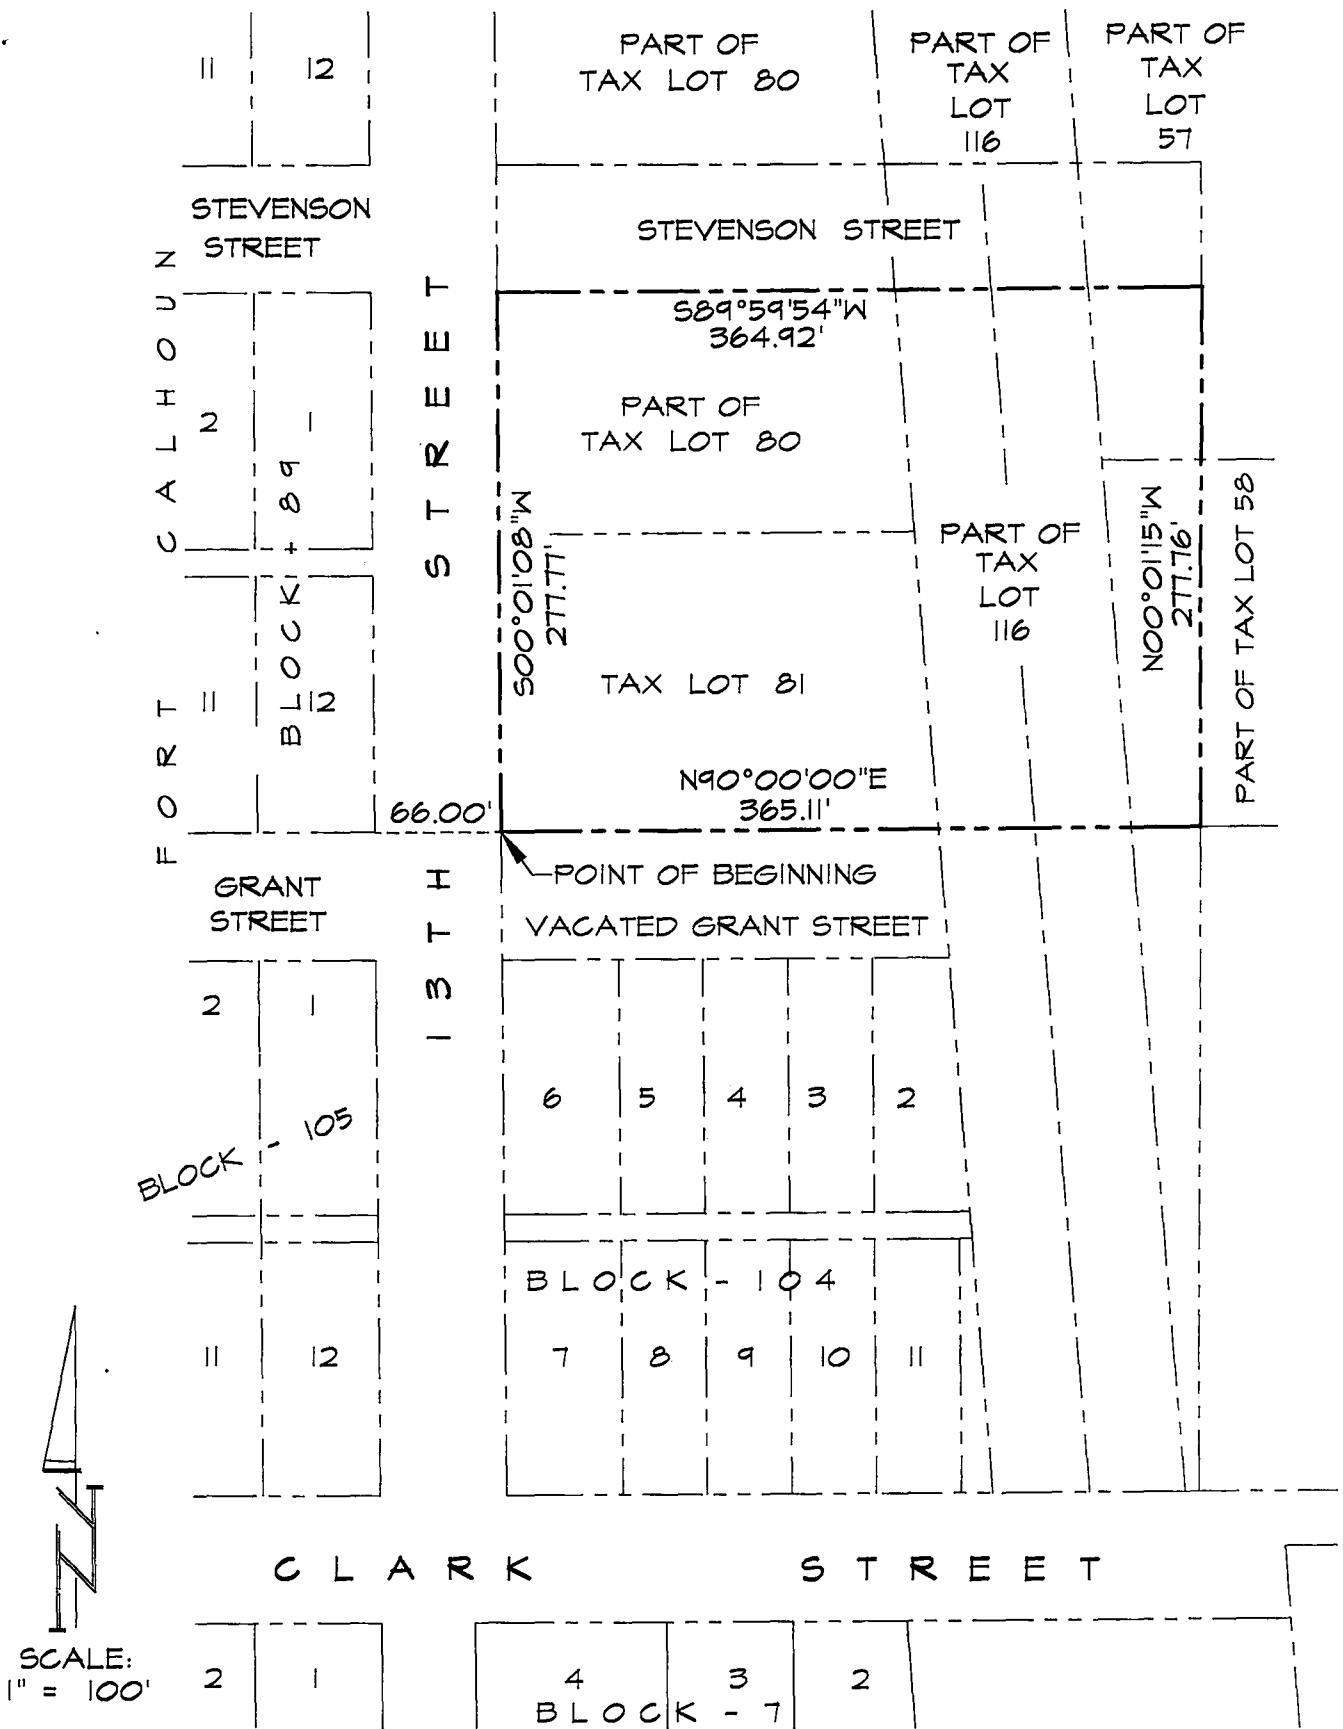 11
12
PART OF
TAX LOT 80
PART OF
TAX
LOT
116
PART OF
TAX
LOT
57
STEVENSON
STREET
STEVENSON STREET
FORT CALHOUN
13TH STREET
S89°59'54"W
364.92'
2
1
BLOCK - 89
PART OF
TAX LOT 80
S00°01'08"W
277.77'
PART OF
TAX
LOT
116
N00°01'15"W
277.76'
PART OF TAX LOT 58
11
12
TAX LOT 81
N90°00'00"E
365.11'
66.00'
POINT OF BEGINNING
GRANT
STREET
VACATED GRANT STREET
2
1
BLOCK - 105
6
5
4
3
2
BLOCK - 104
11
12
7
8
9
10
11
CLARK STREET
N
SCALE:
1" = 100'
2
1
4
3
2
BLOCK - 7